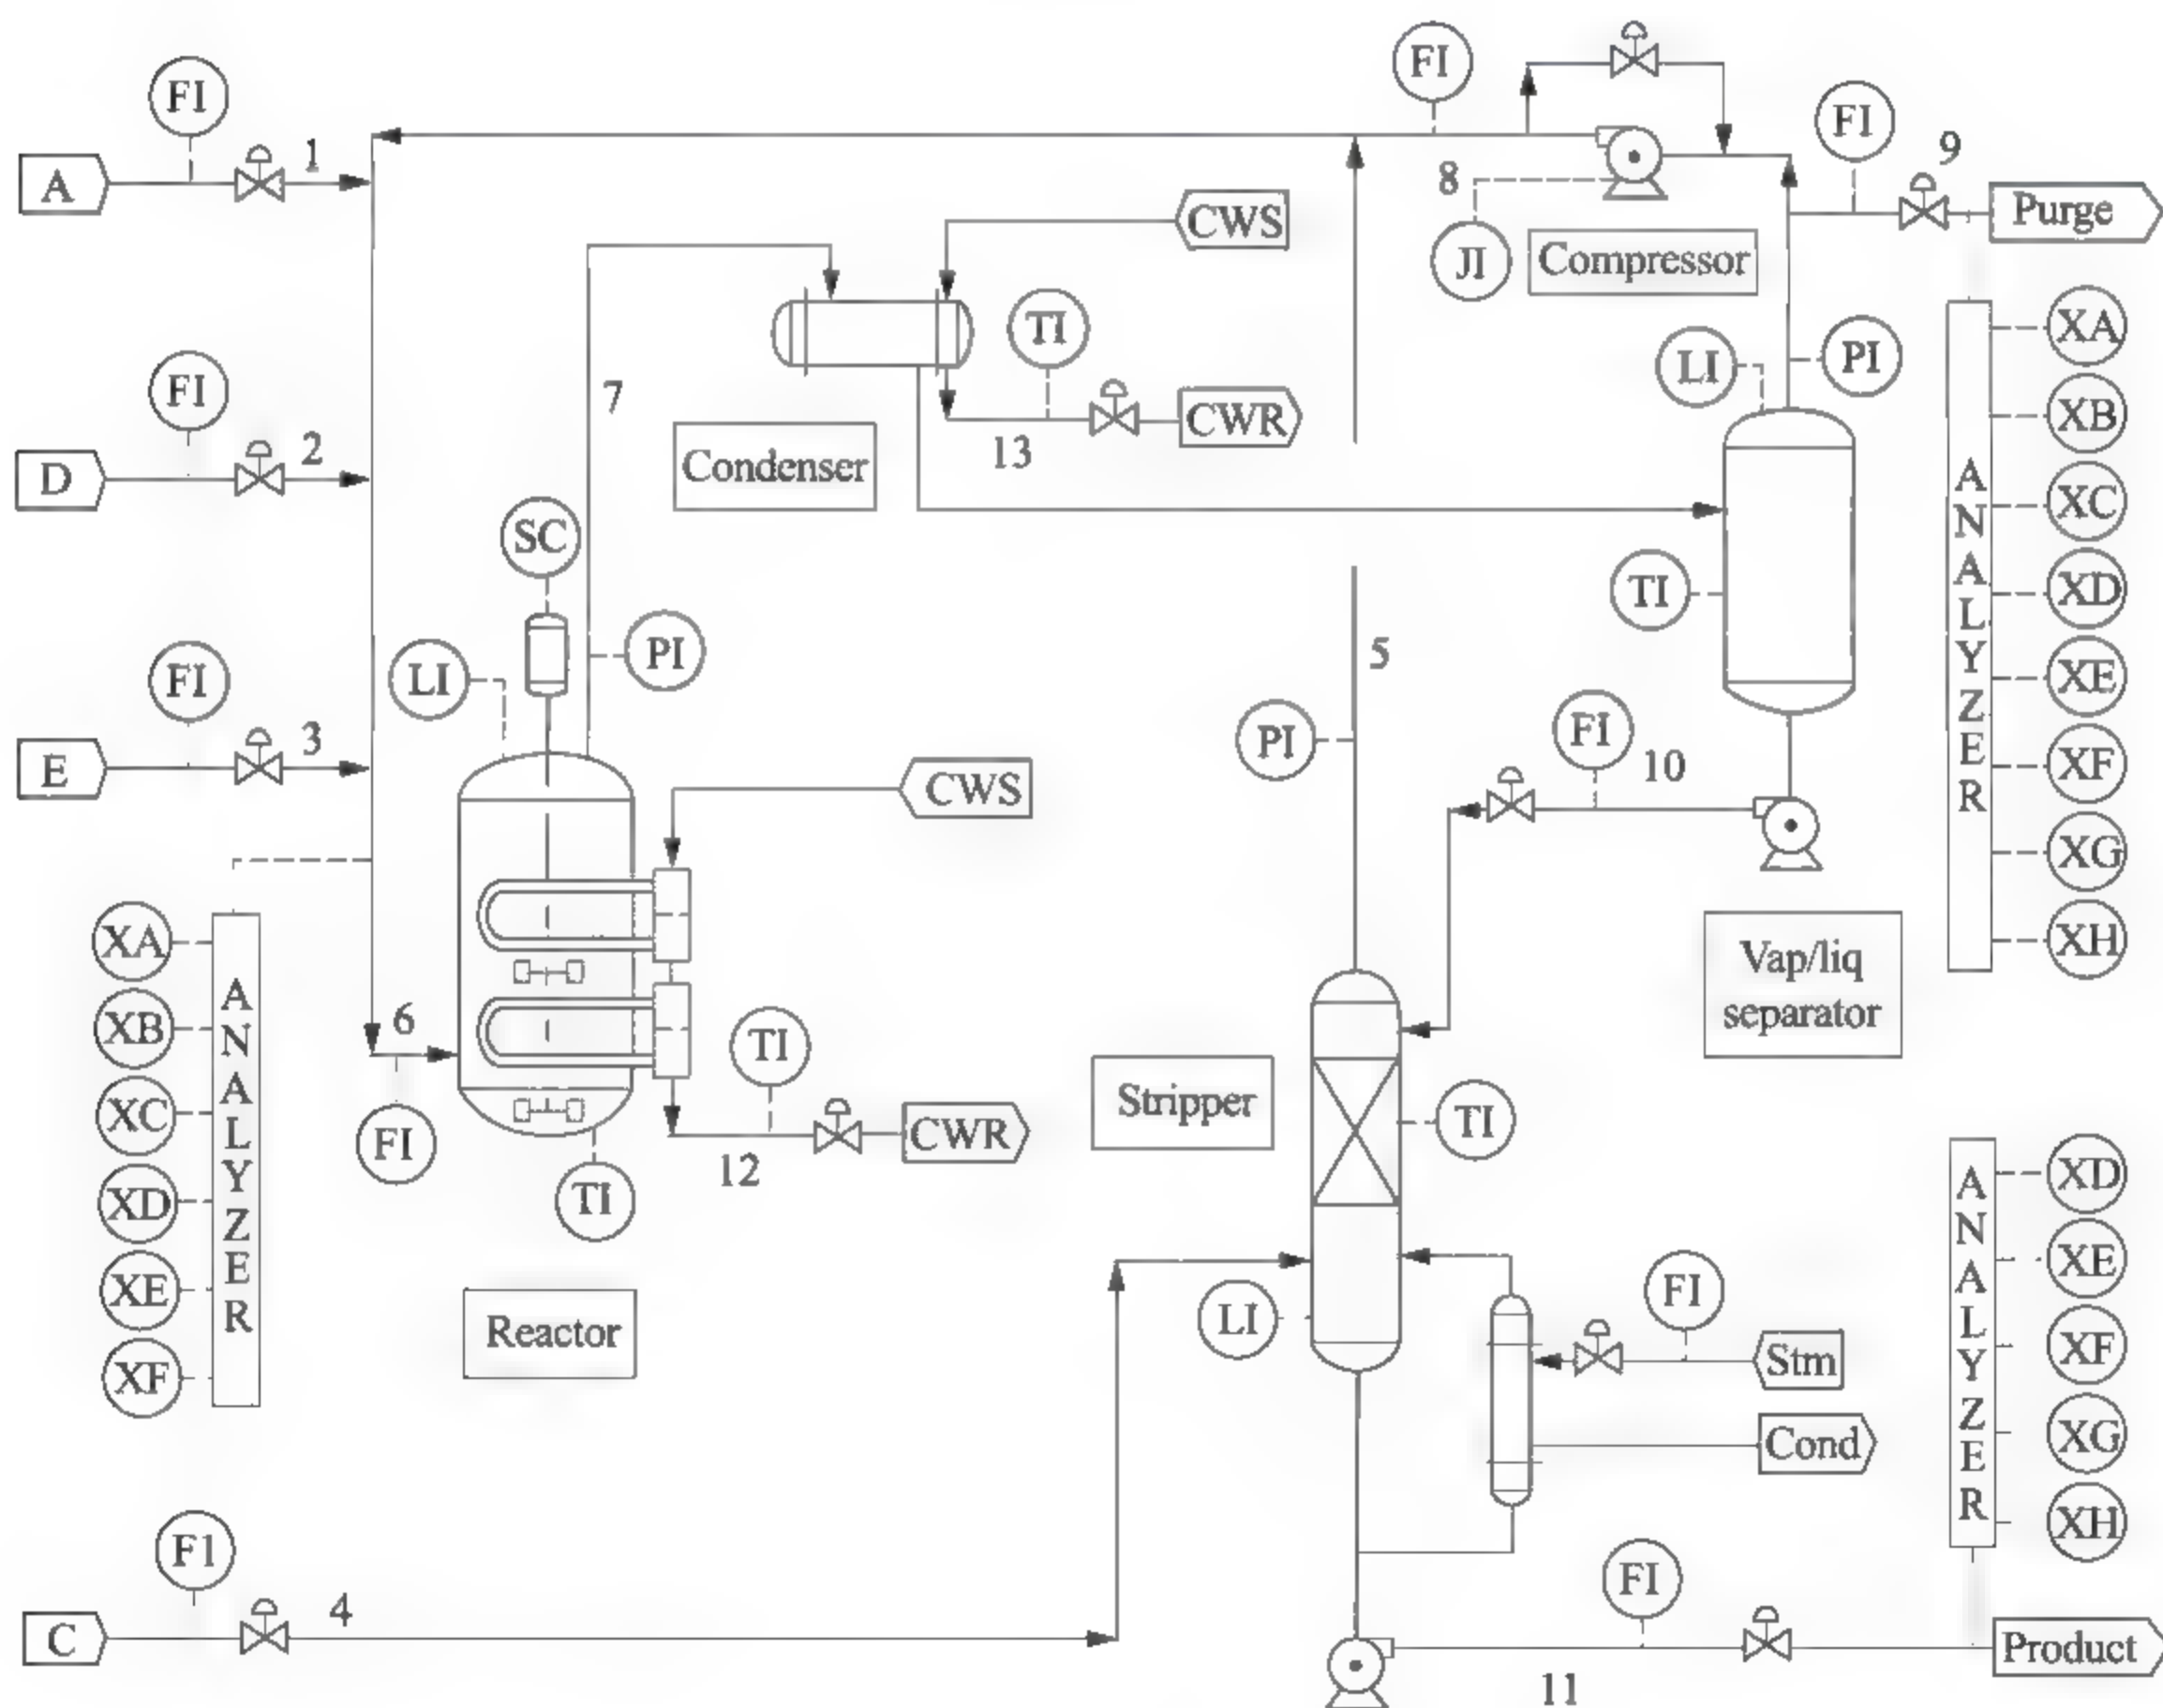 FI
FI
FI
A
1
8
9
Purge
CWS
JI
Compressor
TI
LI
PI
XA
FI
7
CWR
XB
D
2
Condenser
13
XC
SC
TI
XD
FI
LI
PI
5
XE
E
3
PI
FI
10
XF
CWS
XG
XA
Vap/liq
separator
XH
XB
6
TI
XC
FI
Stripper
TI
CWR
12
XD
TI
XD
XE
XE
Reactor
LI
FI
XF
XF
Stm
Cond
XG
XH
F1
FI
C
4
Product
11
ANALYZER
ANALYZER
ANALYZER